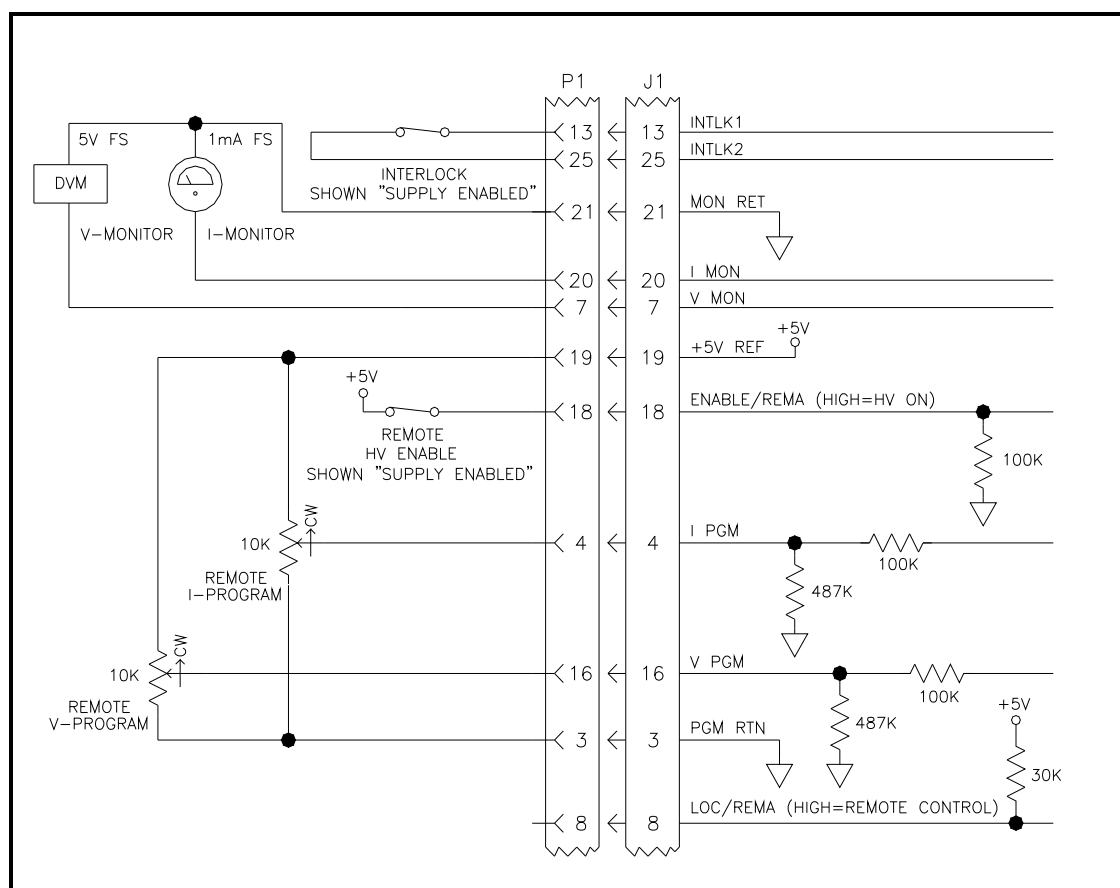 P1 J1
5V FS 1mA FS
DVM
V-MONITOR I-MONITOR
13 13 INTLK1
25 25 INTLK2
INTERLOCK
SHOWN "SUPPLY ENABLED"
21 21 MON RET
20 20 I MON
7 7 V MON
+5V
19 19 +5V REF
+5V
18 18 ENABLE/REMA (HIGH=HV ON)
REMOTE
HV ENABLE
SHOWN "SUPPLY ENABLED"
100K
CW
10K 4 4 I PGM
100K
REMOTE
I-PROGRAM
487K
CW
10K 16 16 V PGM
100K
REMOTE
V-PROGRAM
+5V
487K
3 3 PGM RTN
30K
8 8 LOC/REMA (HIGH=REMOTE CONTROL)